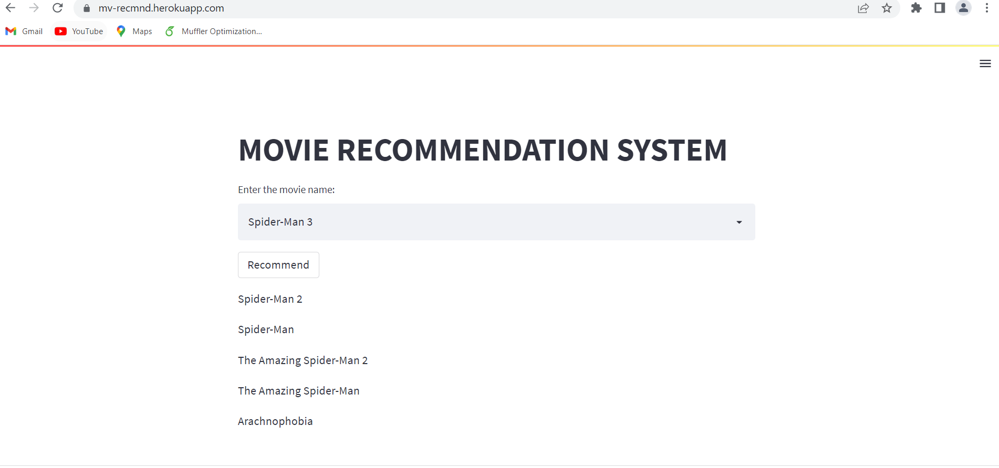 mv-recmnd.herokuapp.com
Gmail YouTube Maps Muffler Optimization...
MOVIE RECOMMENDATION SYSTEM
Enter the movie name:
Spider-Man 3
Recommend
Spider-Man 2
Spider-Man
The Amazing Spider-Man 2
The Amazing Spider-Man
Arachnophobia